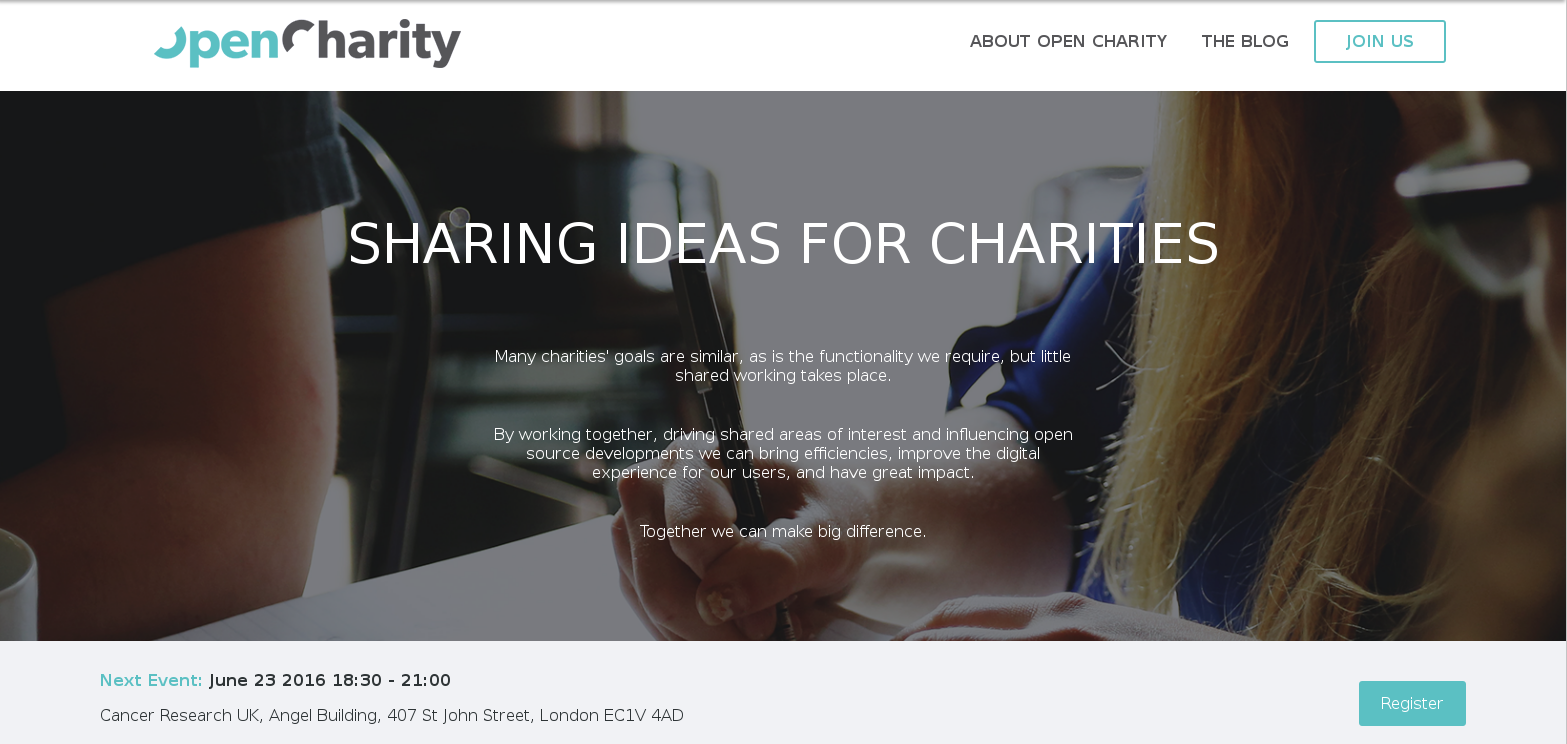 OpenCharity
ABOUT OPEN CHARITY
THE BLOG
JOIN US
SHARING IDEAS FOR CHARITIES
Many charities' goals are similar, as is the functionality we require, but little
shared working takes place.
By working together, driving shared areas of interest and influencing open
source developments we can bring efficiencies, improve the digital
experience for our users, and have great impact.
Together we can make big difference.
Next Event: June 23 2016 18:30 - 21:00
Cancer Research UK, Angel Building, 407 St John Street, London EC1V 4AD
Register